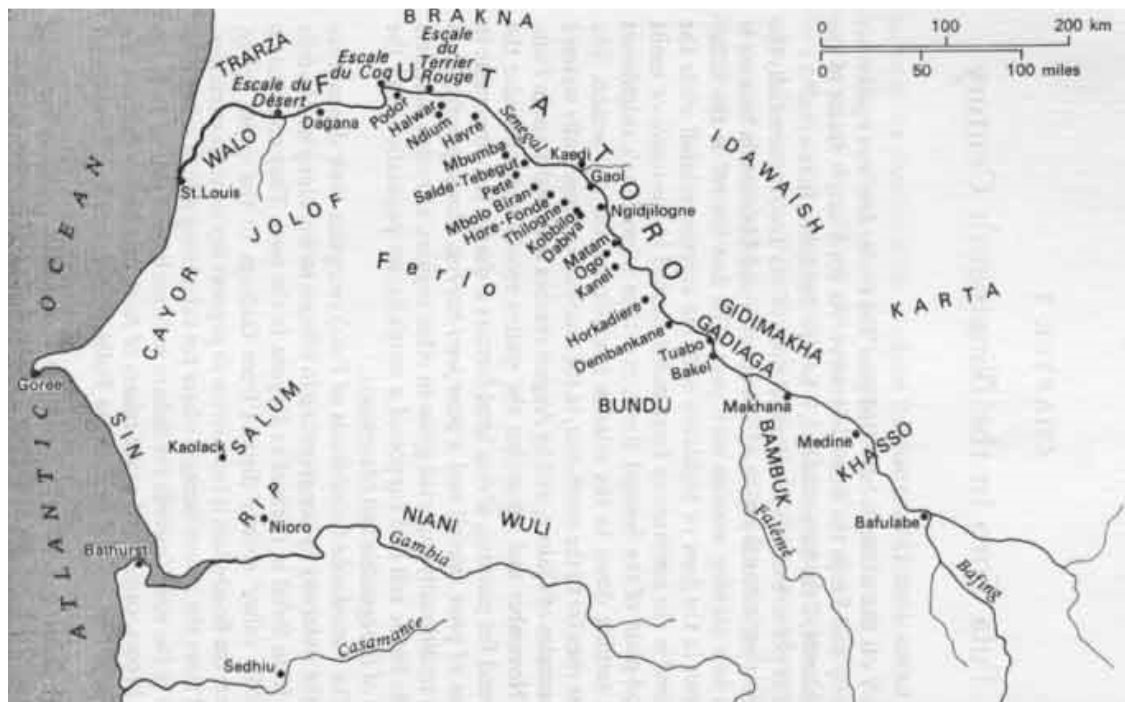 BRAKNA
TRARZA
Escale du Désert
Escale du Coq
Escale du Terrier Rouge
FUTA TORO
0 100 200 km
0 50 100 miles
WALO
Dagana
Podor
Halwar
Ndium
Hayre
Senegal
Mbumba
Salde-Tebegut
Pete
Mbolo Biran
Hore-Fonde
Thilogne
Kobbilo
Dabiya
Kaedi
Gaol
Ngidjilogne
Matam
Ogo
Kanel
IDAWAISH
St.Louis
JOLOF
Ferlo
CAYOR
ATLANTIC OCEAN
KARTA
Horkadiere
Dembankane
GIDIMAKHA
GADIAGA
Tuabo
Bakel
Goree
SIN
SALUM
Kaolack
BUNDU
Makhana
BAMBUK
Medine
KHASSO
RIP
Nioro
NIANI
WULI
Gambia
Falémé
Bafulabe
Bafing
Bathurst
Casamance
Sedhiu